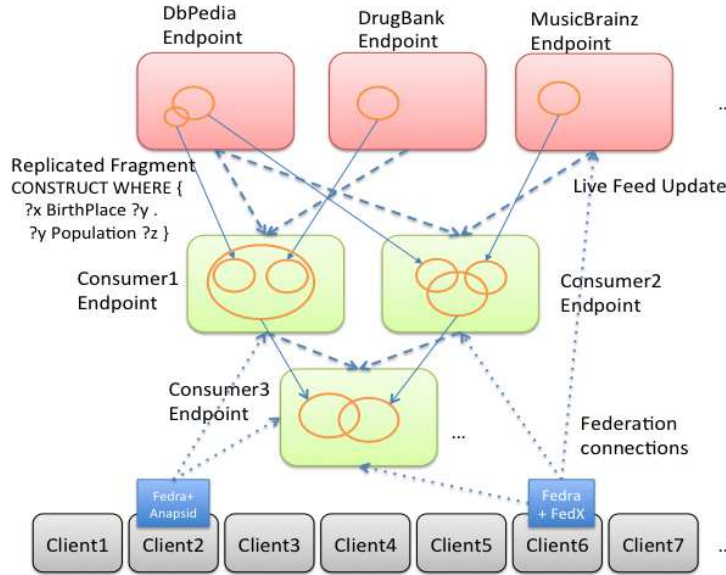 DbPedia
Endpoint
DrugBank
Endpoint
MusicBrainz
Endpoint
...
Replicated Fragment
CONSTRUCT WHERE {
?x BirthPlace ?y .
?y Population ?z }
Live Feed Update
Consumer1
Endpoint
Consumer2
Endpoint
Consumer3
Endpoint
...
Federation
connections
Fedra+
Anapsid
Fedra
+ FedX
Client1
Client2
Client3
Client4
Client5
Client6
Client7
...